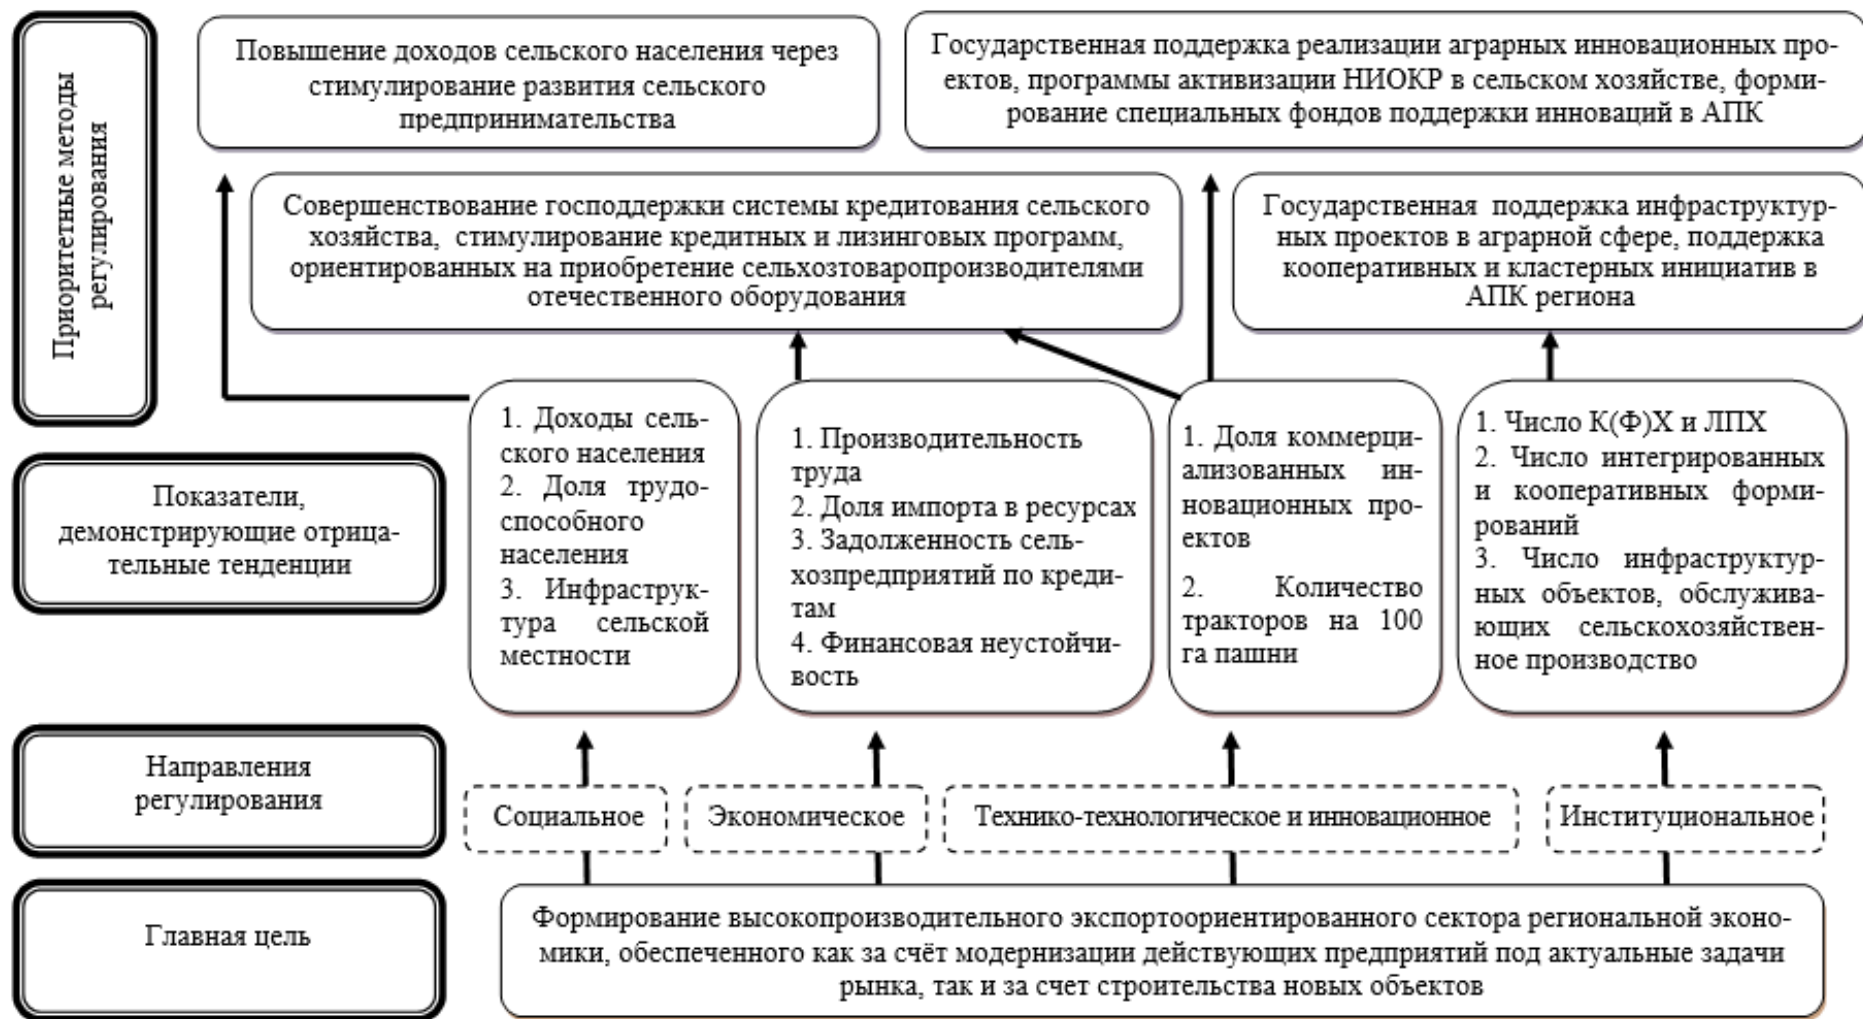 Приоритетные методы
регулирования
Повышение доходов сельского населения через
стимулирование развития сельского
предпринимательства
Государственная поддержка реализации аграрных инновационных про-
ектов, программы активизации НИОКР в сельском хозяйстве, форми-
рование специальных фондов поддержки инноваций в АПК
Совершенствование господдержки системы кредитования сельского
хозяйства, стимулирование кредитных и лизинговых программ,
ориентированных на приобретение сельхозтоваропроизводителями
отечественного оборудования
Государственная поддержка инфраструктур-
ных проектов в аграрной сфере, поддержка
кооперативных и кластерных инициатив в
АПК региона
Показатели,
демонстрирующие отрица-
тельные тенденции
1. Доходы сель-
ского населения
2. Доля трудо-
способного
населения
3. Инфраструк-
тура сельской
местности
1. Производительность
труда
2. Доля импорта в ресурсах
3. Задолженность сель-
хозпредприятий по креди-
там
4. Финансовая неустойчи-
вость
1. Доля коммерци-
ализованных ин-
новационных про-
ектов
2. Количество
тракторов на 100
га пашни
1. Число К(Ф)Х и ЛПХ
2. Число интегрированных
и кооперативных форми-
рований
3. Число инфраструктур-
ных объектов, обслужива-
ющих сельскохозяйствен-
ное производство
Направления
регулирования
Социальное
Экономическое
Технико-технологическое и инновационное
Институциональное
Главная цель
Формирование высокопроизводительного экспортоориентированного сектора региональной эконо-
мики, обеспеченного как за счёт модернизации действующих предприятий под актуальные задачи
рынка, так и за счет строительства новых объектов